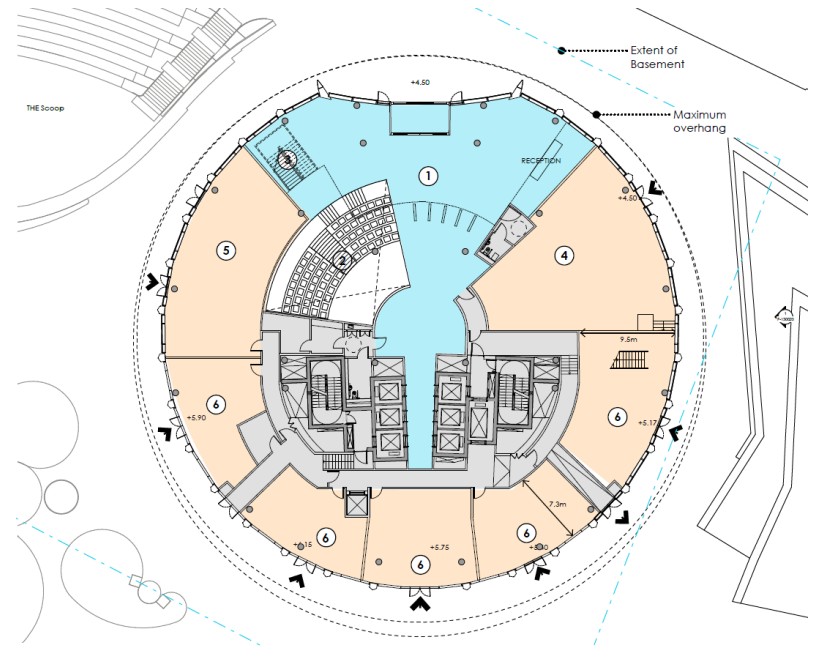 Extent of
Basement
+4.50
THE Scoop
Maximum
overhang
3
RECEPTION
1
+4.50
5
2
4
9.5m
6
6
+5.90
+5.17
7.3m
6
6
+5.75
6